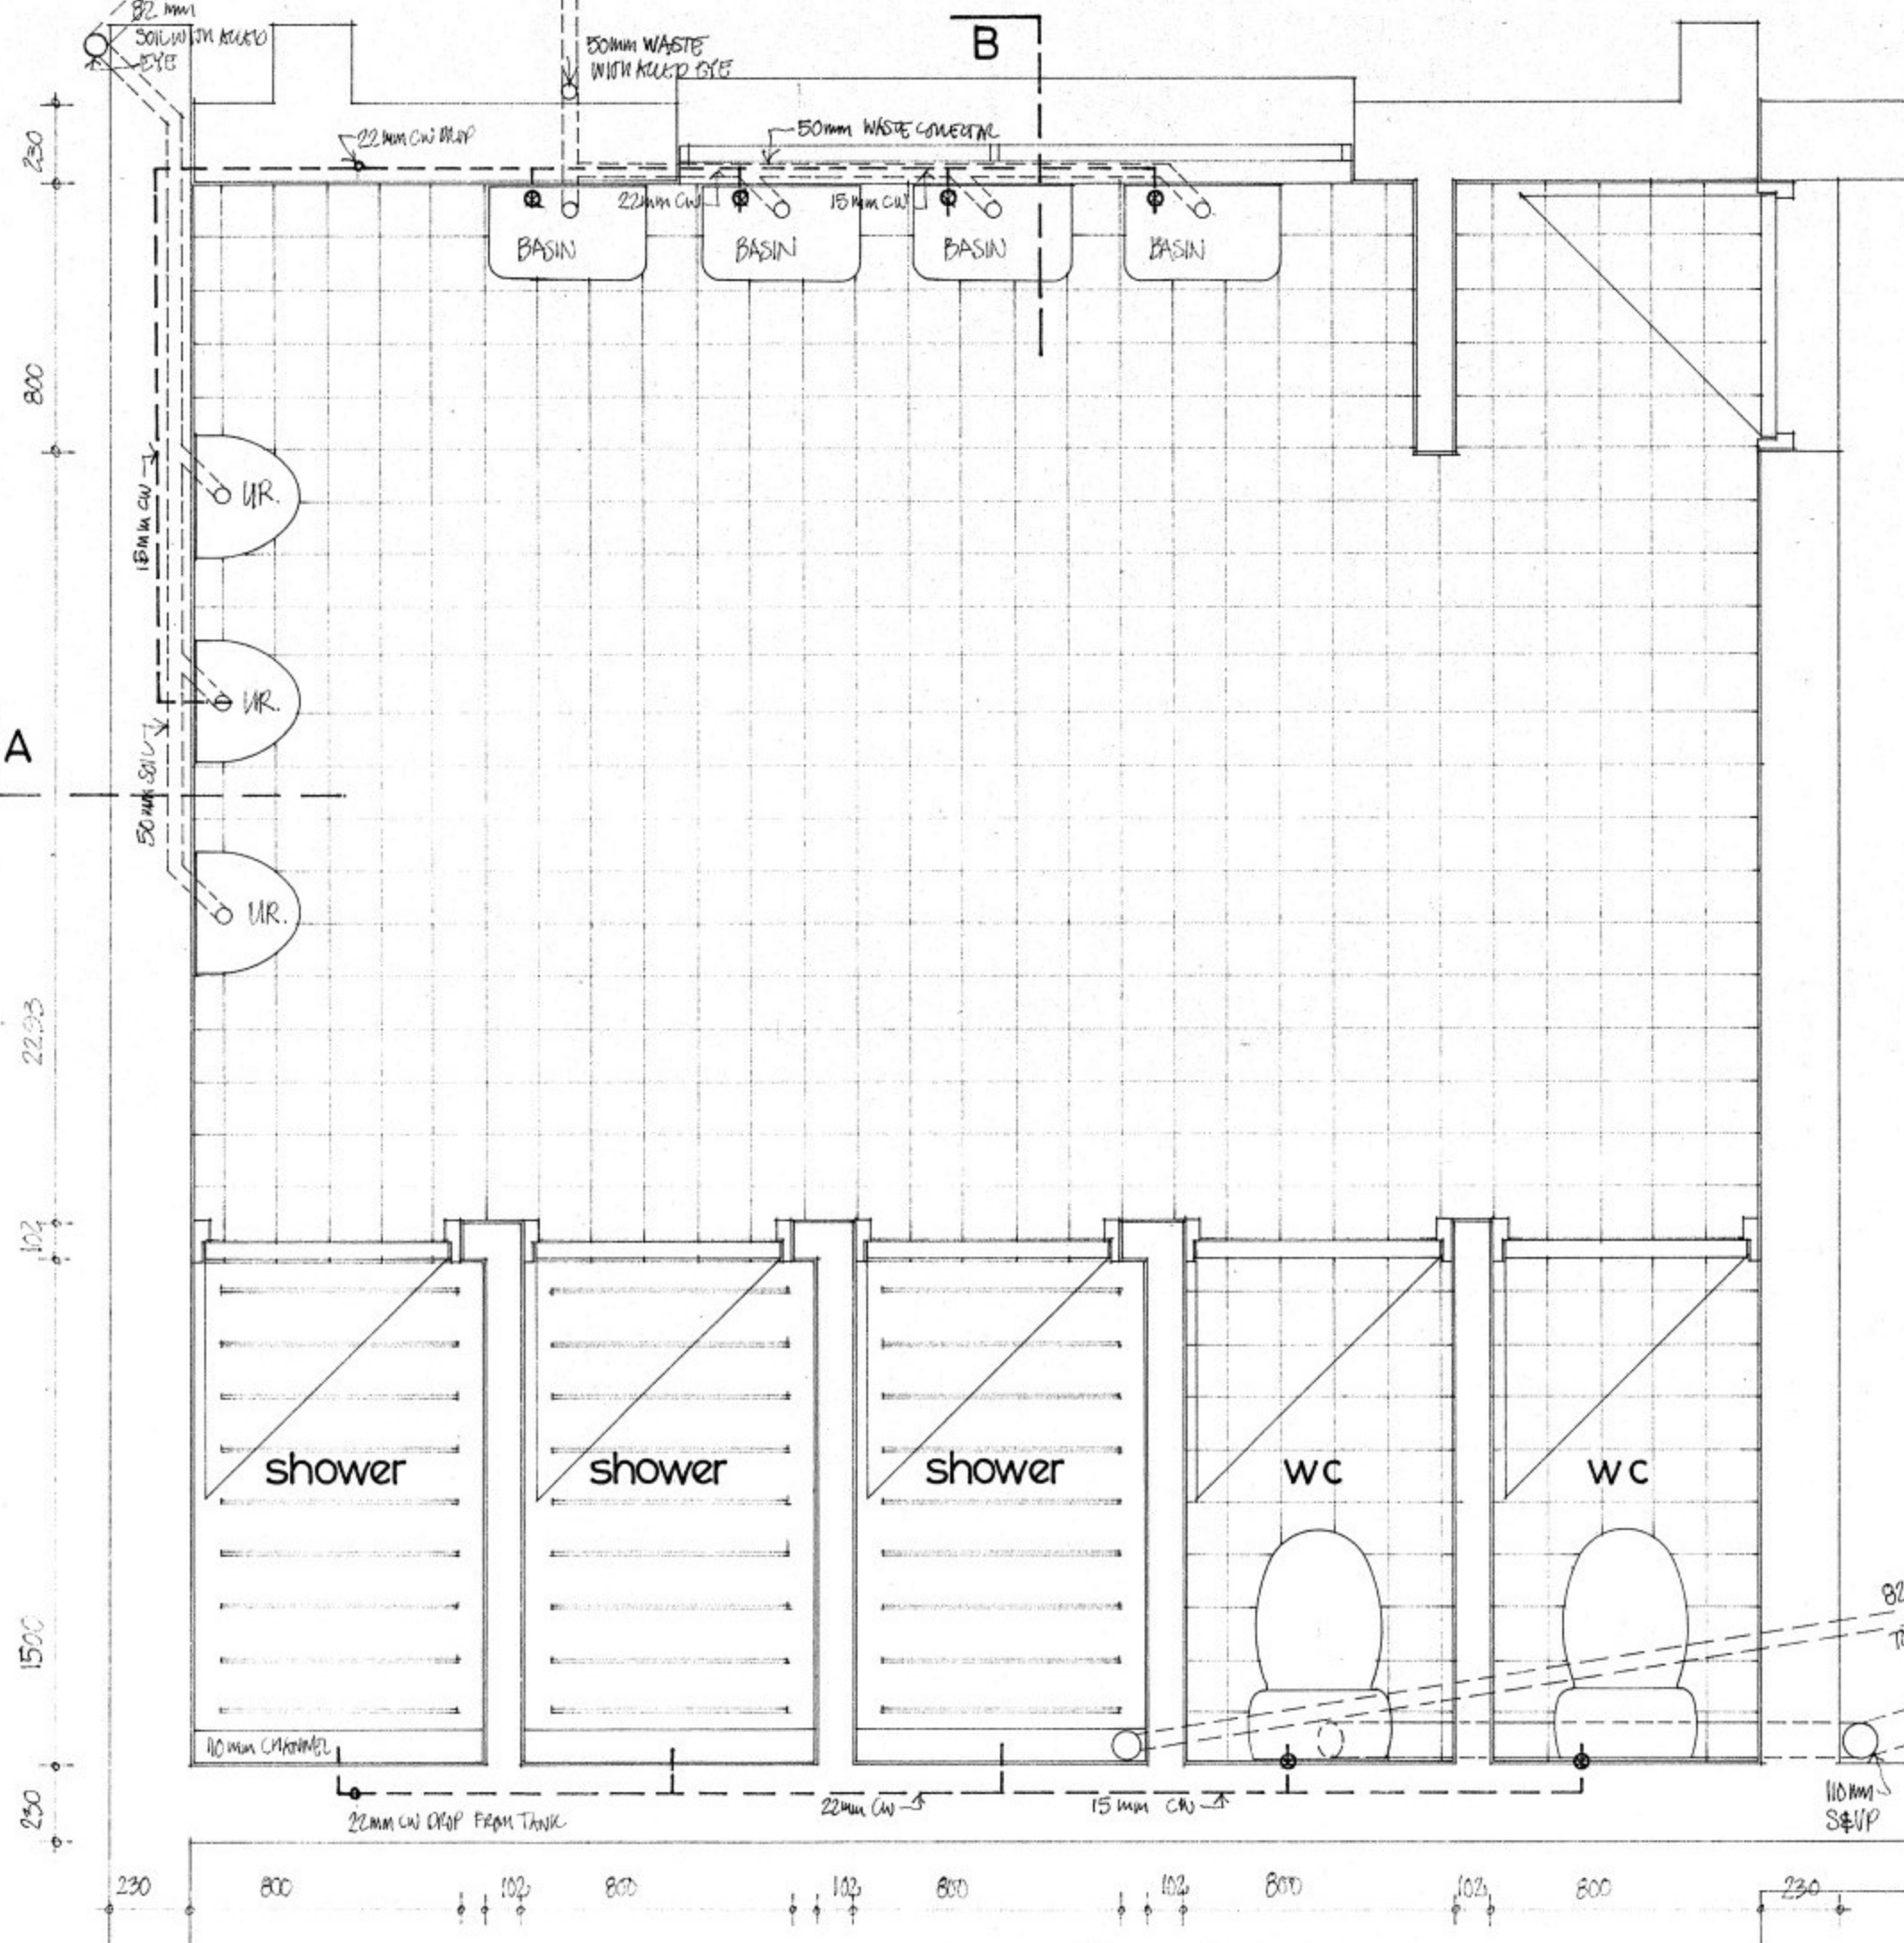 82 mm
SOIL WITH ACCESS
EYE
50mm WASTE
WITH ACCESS EYE
B
22mm CW DROP
50mm WASTE CONNECTOR
22mm CW
15mm CW
BASIN
BASIN
BASIN
BASIN
230
800
2293
102
1500
230
15mm CW
UR.
UR.
A
50mm SOIL
UR.
shower
shower
shower
WC
WC
82
110mm CHANNEL
22mm CW DROP FROM TANK
22mm CW
15mm CW
110mm
S&VP
230
800
102
800
102
800
102
800
102
800
230